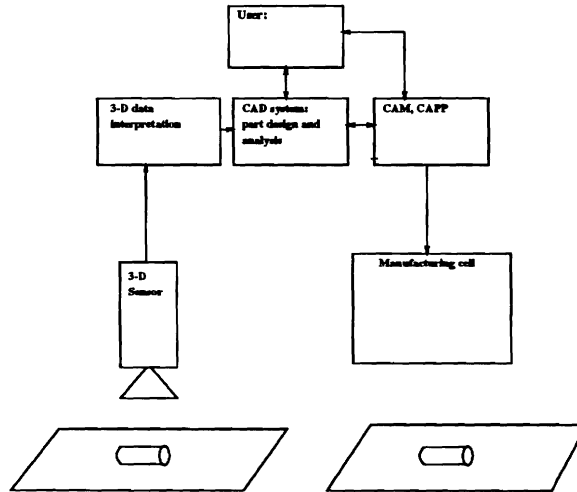 User:
3-D data
interpretation
CAD system:
part design and
analysis
CAM, CAPP
3-D
Sensor
Manufacturing cell